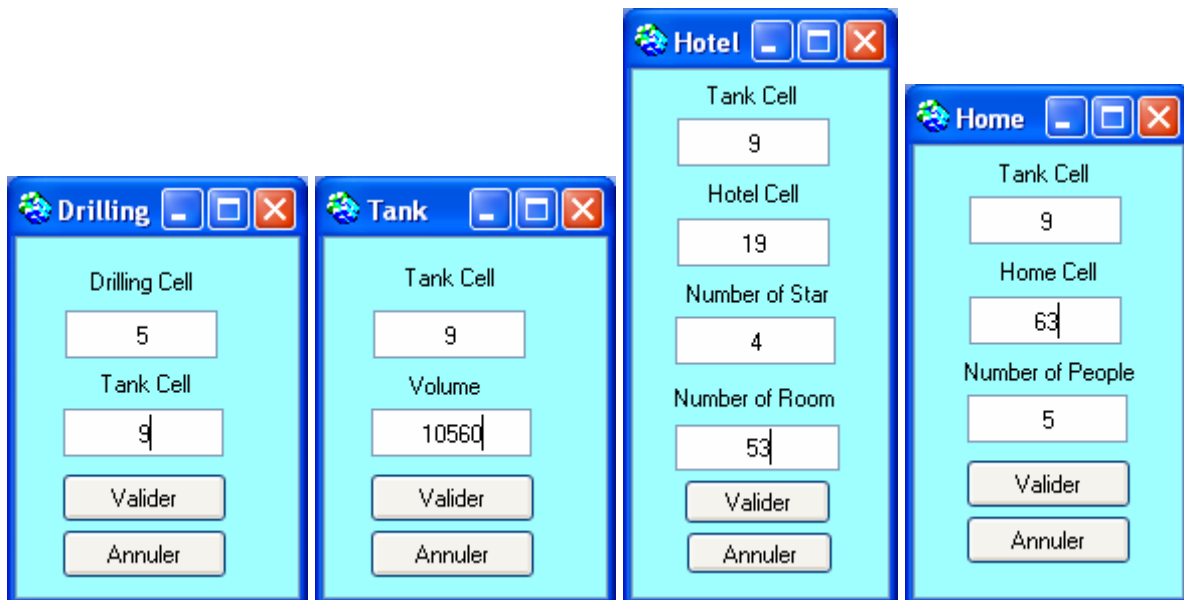 Drilling
Drilling Cell
5
Tank Cell
9
Valider
Annuler
Tank
Tank Cell
9
Volume
10560
Valider
Annuler
Hotel
Tank Cell
9
Hotel Cell
19
Number of Star
4
Number of Room
53
Valider
Annuler
Home
Tank Cell
9
Home Cell
63
Number of People
5
Valider
Annuler